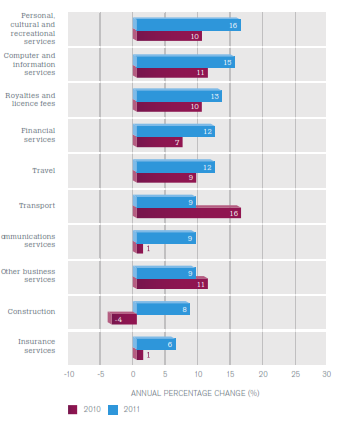 Personal,
cultural and
recreational
services
16
10
Computer and
information
services
15
11
Royalties and
licence fees
13
10
Financial
services
12
7
Travel
12
9
Transport
9
16
ommunications
services
9
1
Other business
services
9
11
Construction
8
-4
Insurance
services
6
1
-10 -5 0 5 10 15 20 25 30
ANNUAL PERCENTAGE CHANGE (%)
2010 2011